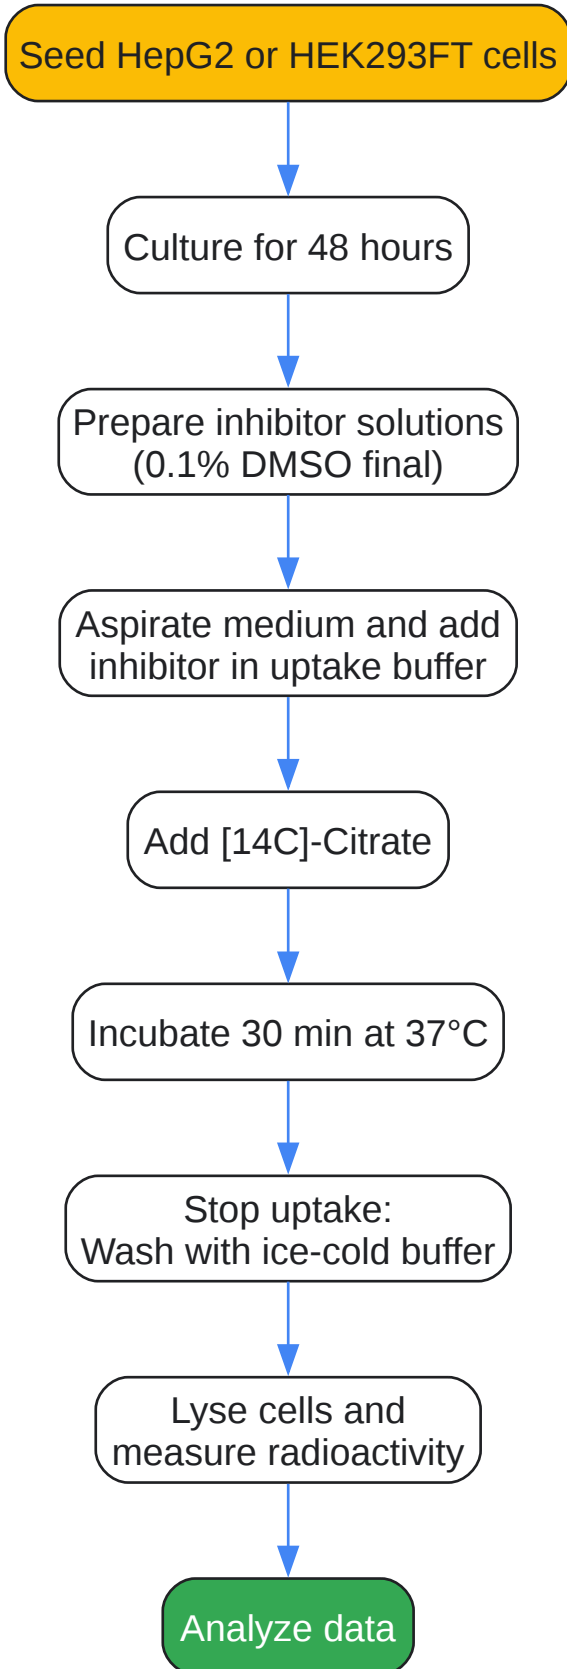 Seed HepG2 or HEK293FT cells
Culture for 48 hours
Prepare inhibitor solutions
(0.1% DMSO final)
Aspirate medium and add
inhibitor in uptake buffer
Add [14C]-Citrate
Incubate 30 min at 37°C
Stop uptake:
Wash with ice-cold buffer
Lyse cells and
measure radioactivity
Analyze data